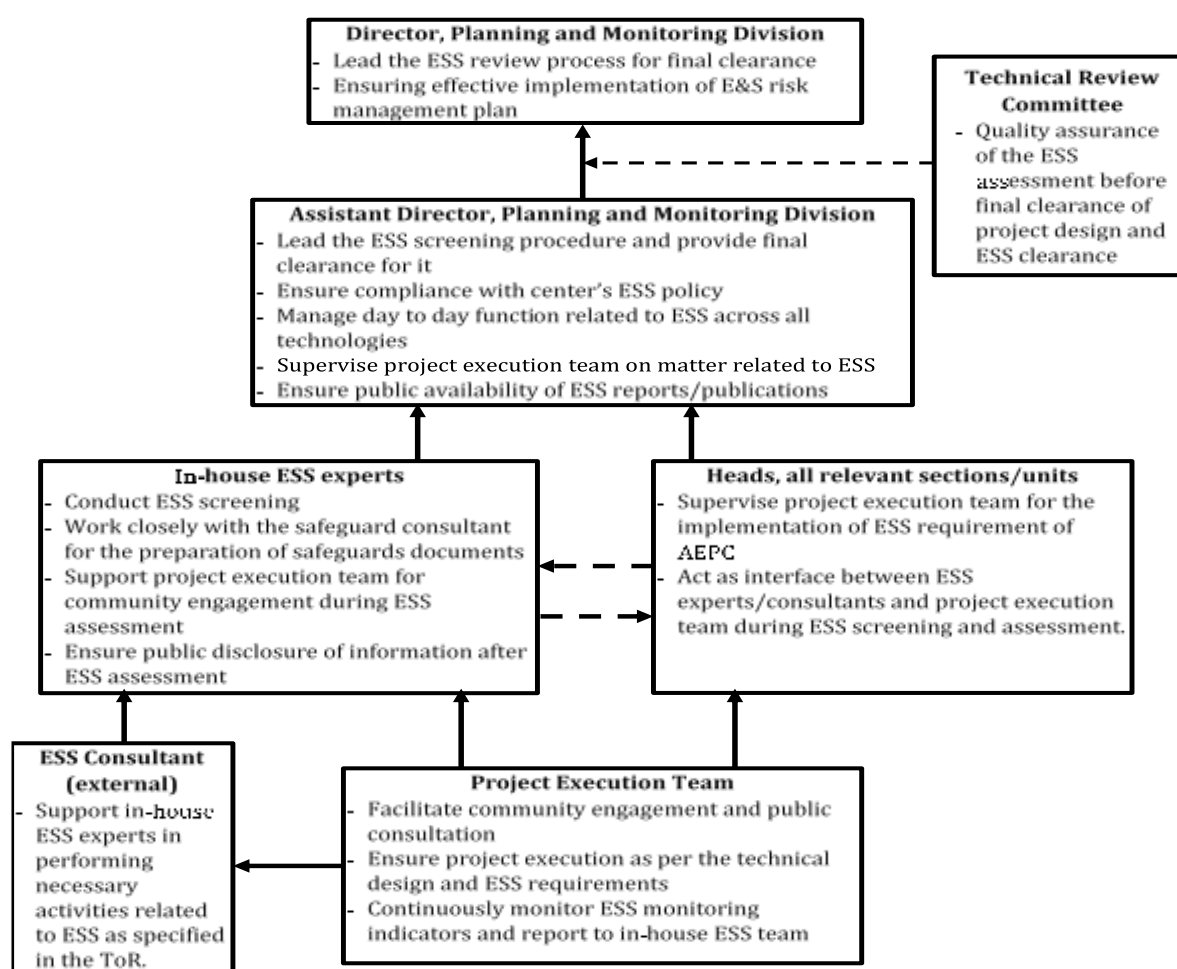 Director, Planning and Monitoring Division
- Lead the ESS review process for final clearance
- Ensuring effective implementation of E&S risk
management plan
Technical Review
Committee
- Quality assurance
of the ESS
assessment before
final clearance of
project design and
ESS clearance
Assistant Director, Planning and Monitoring Division
- Lead the ESS screening procedure and provide final
clearance for it
- Ensure compliance with center's ESS policy
- Manage day to day function related to ESS across all
technologies
- Supervise project execution team on matter related to ESS
- Ensure public availability of ESS reports/publications
In-house ESS experts
- Conduct ESS screening
- Work closely with the safeguard consultant
for the preparation of safeguards documents
- Support project execution team for
community engagement during ESS
assessment
- Ensure public disclosure of information after
ESS assessment
Heads, all relevant sections/units
- Supervise project execution team for the
implementation of ESS requirement of
AEPC
- Act as interface between ESS
experts/consultants and project execution
team during ESS screening and assessment.
ESS Consultant
(external)
- Support in-house
ESS experts in
performing
necessary
activities related
to ESS as specified
in the ToR.
Project Execution Team
- Facilitate community engagement and public
consultation
- Ensure project execution as per the technical
design and ESS requirements
- Continuously monitor ESS monitoring
indicators and report to in-house ESS team